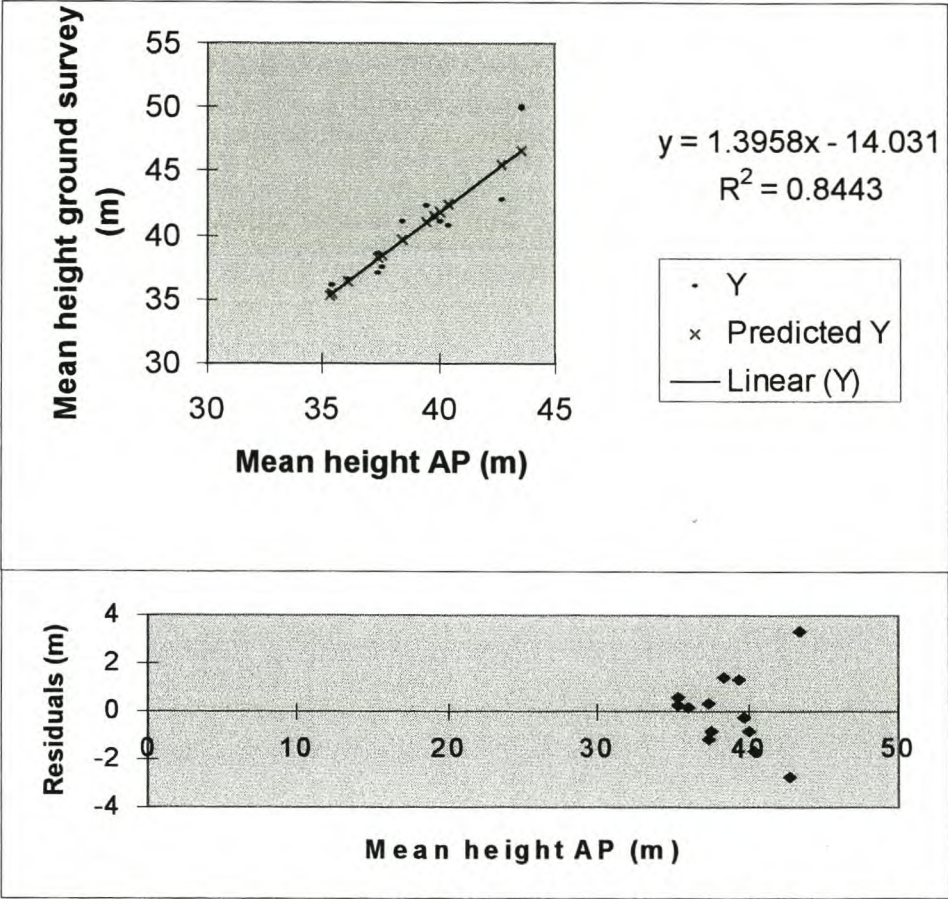 Mean height ground survey
(m)
55
50
45
40
35
30
30 35 40 45
Mean height AP (m)
y = 1.3958x - 14.031
R² = 0.8443
Y
Predicted Y
Linear (Y)
Residuals (m)
4
2
0
-2
-4
0 10 20 30 40 50
Mean height AP (m)